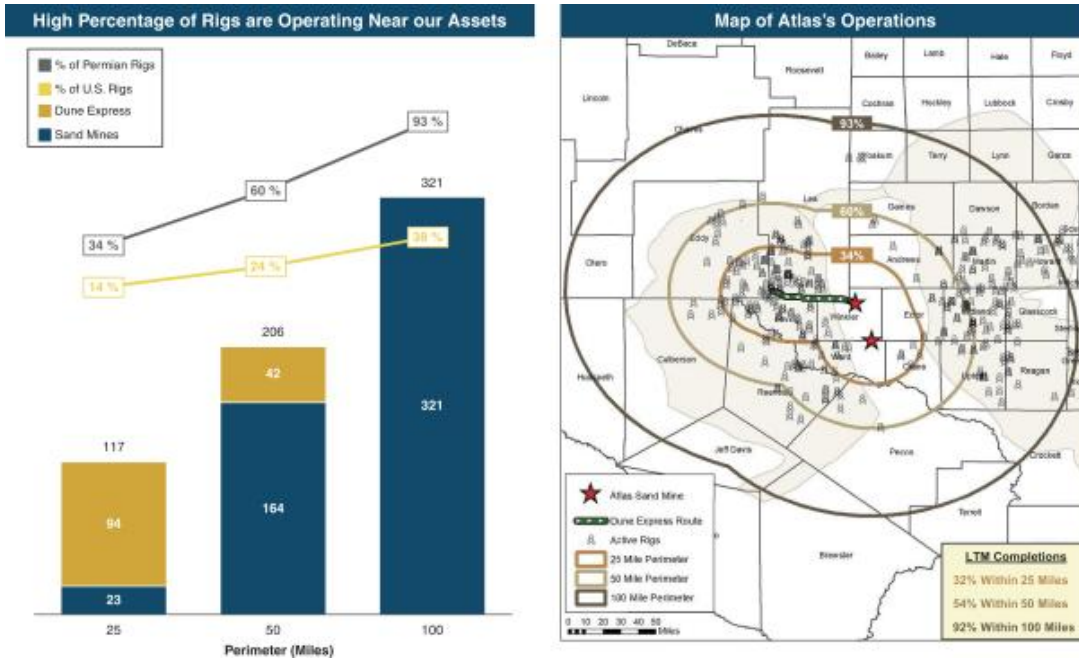 High Percentage of Rigs are Operating Near our Assets
% of Permian Rigs
% of U.S. Rigs
Dune Express
Sand Mines
93 %
60 %
34 %
38 %
24 %
14 %
321
206
117
42
94
321
164
23
25
50
100
Perimeter (Miles)
Map of Atlas's Operations
DeBaca
Roosevelt
Bailey
Lamb
Hale
Floyd
Lincoln
Chaves
Cochran
Hockley
Lubbock
Crosby
93%
Yoakum
Terry
Lynn
Garza
Lea
60%
Gaines
Dawson
Borden
Eddy
Otero
34%
Andrews
Martin
Howard
Winkler
Ector
Midland
Glasscock
Culberson
Ward
Crane
Upton
Reagan
Hudspeth
Reeves
Jeff Davis
Pecos
Crockett
Terrell
Brewster
Atlas Sand Mine
Dune Express Route
Active Rigs
25 Mile Perimeter
50 Mile Perimeter
100 Mile Perimeter
0 10 20 30 40 50
Miles
LTM Completions
32% Within 25 Miles
54% Within 50 Miles
92% Within 100 Miles